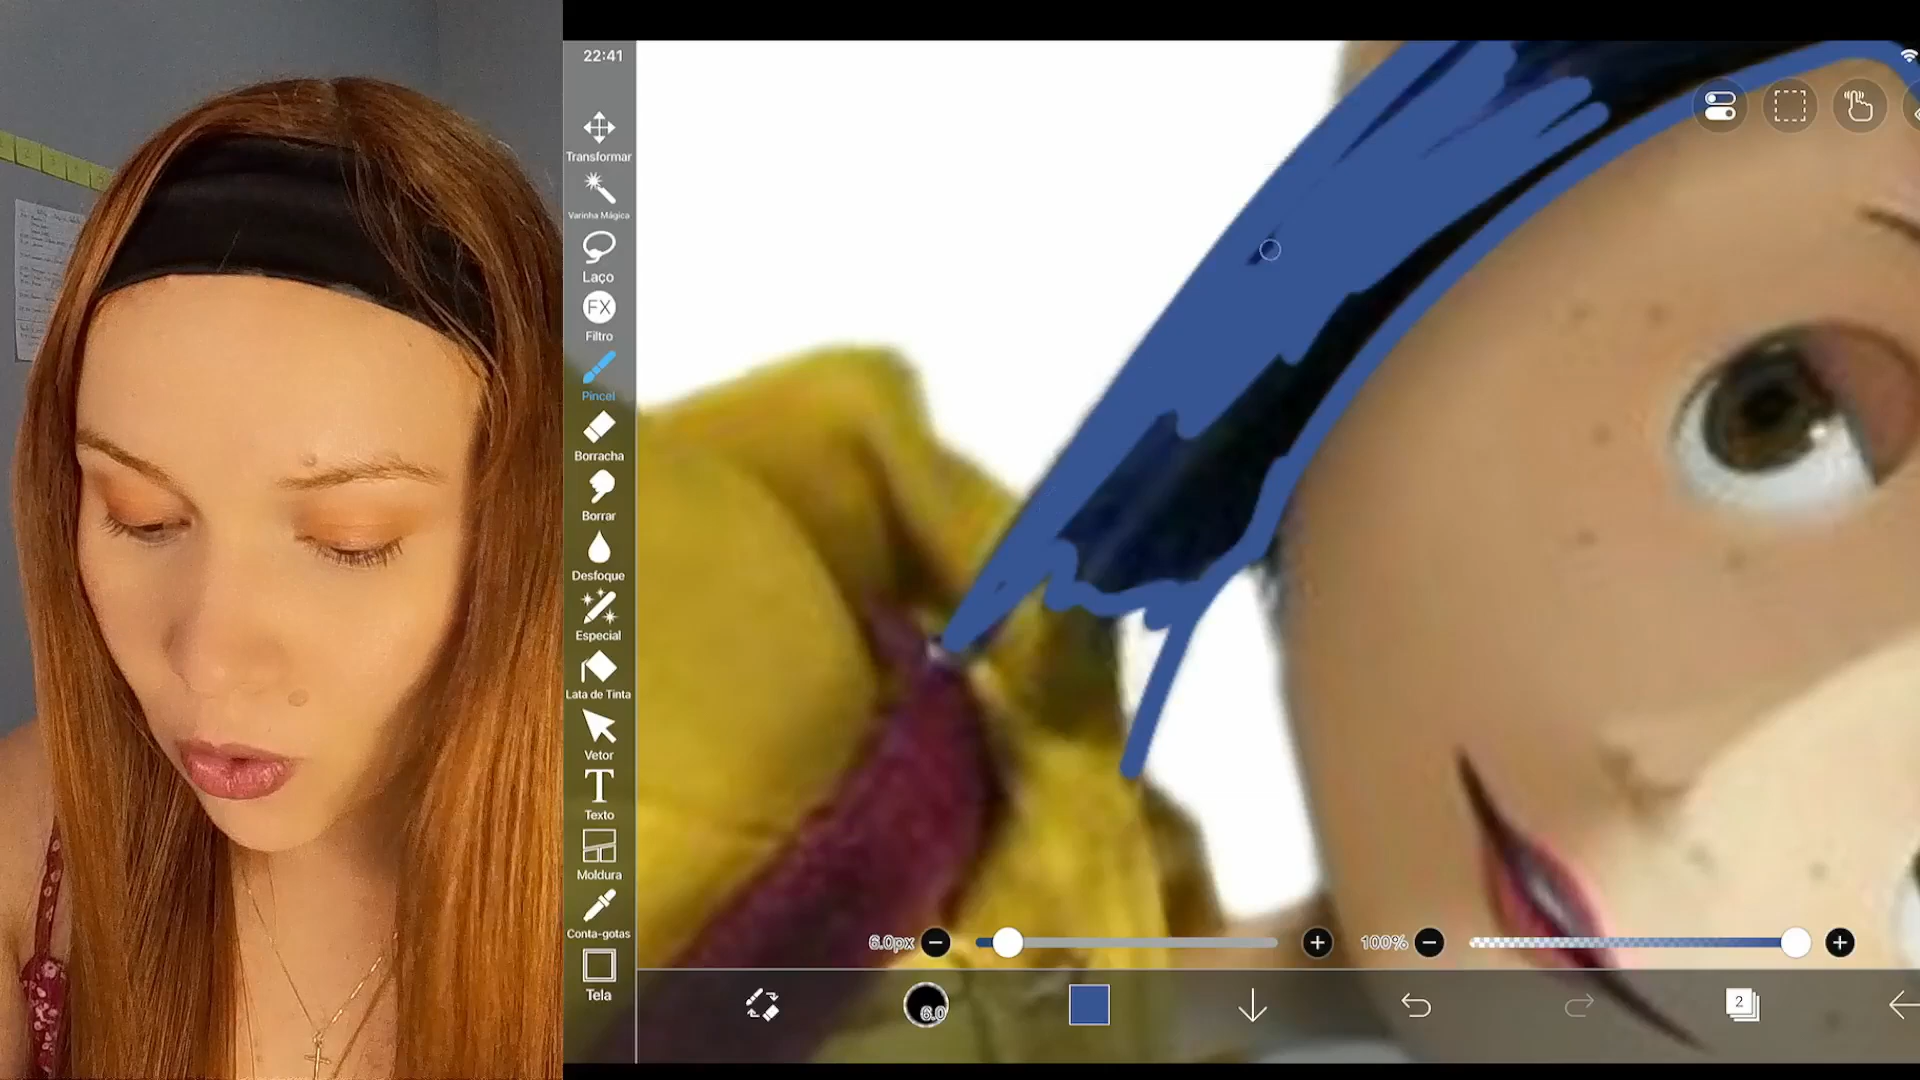 22:41
Transformar
Varinha Mágica
Laço
FX
Filtro
Pincel
Borracha
Borrar
Desfoque
Especial
Lata de Tinta
Vetor
T
Texto
Moldura
Conta-gotas
Tela
6.0px
100%
6.0
2